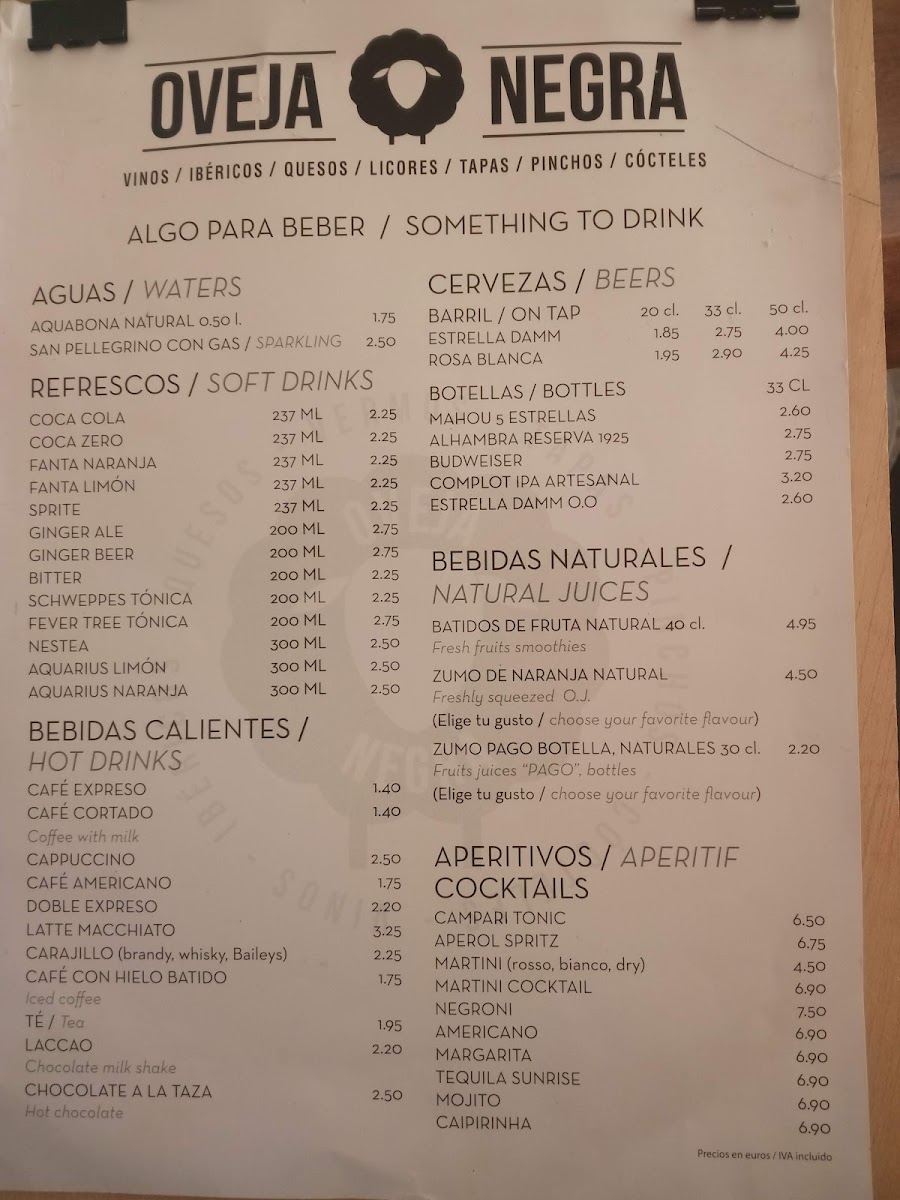 OVEJA NEGRA
VINOS / IBÉRICOS / QUESOS / LICORES / TAPAS / PINCHOS / CÓCTELES
ALGO PARA BEBER / SOMETHING TO DRINK
AGUAS / WATERS
AQUABONA NATURAL 0.50 l. 1.75
SAN PELLEGRINO CON GAS / SPARKLING 2.50
REFRESCOS / SOFT DRINKS
COCA COLA 237 ML 2.25
COCA ZERO 237 ML 2.25
FANTA NARANJA 237 ML 2.25
FANTA LIMÓN 237 ML 2.25
SPRITE 237 ML 2.25
GINGER ALE 200 ML 2.75
GINGER BEER 200 ML 2.75
BITTER 200 ML 2.25
SCHWEPPES TÓNICA 200 ML 2.25
FEVER TREE TÓNICA 200 ML 2.75
NESTEA 300 ML 2.50
AQUARIUS LIMÓN 300 ML 2.50
AQUARIUS NARANJA 300 ML 2.50
BEBIDAS CALIENTES /
HOT DRINKS
CAFÉ EXPRESO 1.40
CAFÉ CORTADO 1.40
Coffee with milk
CAPPUCCINO 2.50
CAFÉ AMERICANO 1.75
DOBLE EXPRESO 2.20
LATTE MACCHIATO 3.25
CARAJILLO (brandy, whisky, Baileys) 2.25
CAFÉ CON HIELO BATIDO 1.75
Iced coffee
TÉ / Tea 1.95
LACCAO 2.20
Chocolate milk shake
CHOCOLATE A LA TAZA 2.50
Hot chocolate
CERVEZAS / BEERS
BARRIL / ON TAP 20 cl. 33 cl. 50 cl.
ESTRELLA DAMM 1.85 2.75 4.00
ROSA BLANCA 1.95 2.90 4.25
BOTELLAS / BOTTLES 33 CL
MAHOU 5 ESTRELLAS 2.60
ALHAMBRA RESERVA 1925 2.75
BUDWEISER 2.75
COMPLOT IPA ARTESANAL 3.20
ESTRELLA DAMM 0.0 2.60
BEBIDAS NATURALES /
NATURAL JUICES
BATIDOS DE FRUTA NATURAL 40 cl. 4.95
Fresh fruits smoothies
ZUMO DE NARANJA NATURAL 4.50
Freshly squeezed O.J.
(Elige tu gusto / choose your favorite flavour)
ZUMO PAGO BOTELLA, NATURALES 30 cl. 2.20
Fruits juices "PAGO", bottles
(Elige tu gusto / choose your favorite flavour)
APERITIVOS / APERITIF
COCKTAILS
CAMPARI TONIC 6.50
APEROL SPRITZ 6.75
MARTINI (rosso, bianco, dry) 4.50
MARTINI COCKTAIL 6.90
NEGRONI 7.50
AMERICANO 6.90
MARGARITA 6.90
TEQUILA SUNRISE 6.90
MOJITO 6.90
CAIPIRINHA 6.90
Precios en euros / IVA incluido